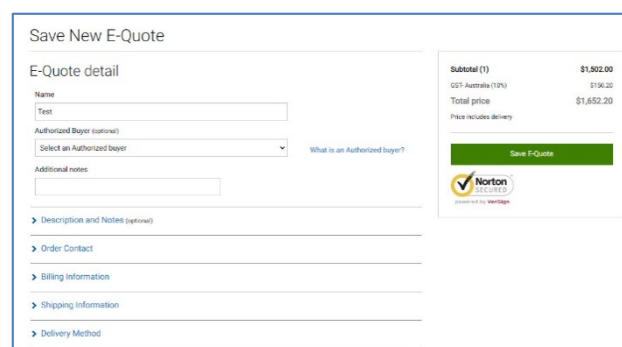 Save New E-Quote
E-Quote detail
Name
Test
Authorized Buyer (optional)
Select an Authorized buyer
What is an Authorized buyer?
Additional notes
Description and Notes (optional)
Order Contact
Billing Information
Shipping Information
Delivery Method
Subtotal (1) $1,502.00
GST- Australia (10%) $150.20
Total price $1,652.20
Price includes delivery
Save E-Quote
Norton
SECURED
powered by VeriSign